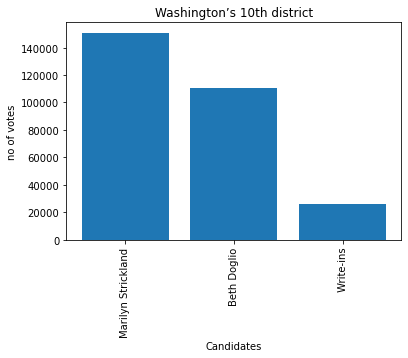 Washington’s 10th district
no of votes
140000
120000
100000
80000
60000
40000
20000
0
Marilyn Strickland
Beth Doglio
Write-ins
Candidates